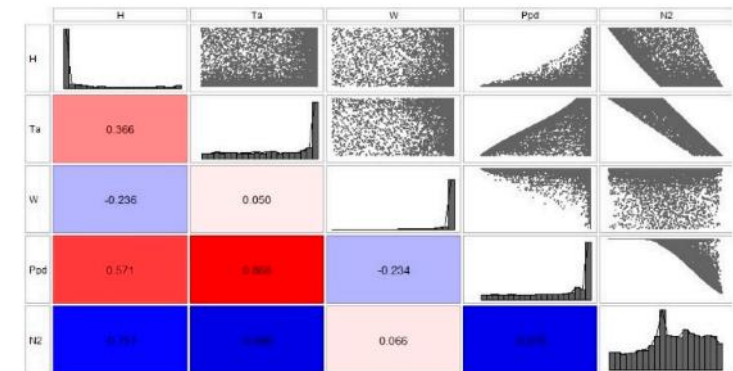 H Ta W Ppd N2
H
Ta 0.366
W -0.236 0.050
Ppd 0.571 -0.234
N2 0.066